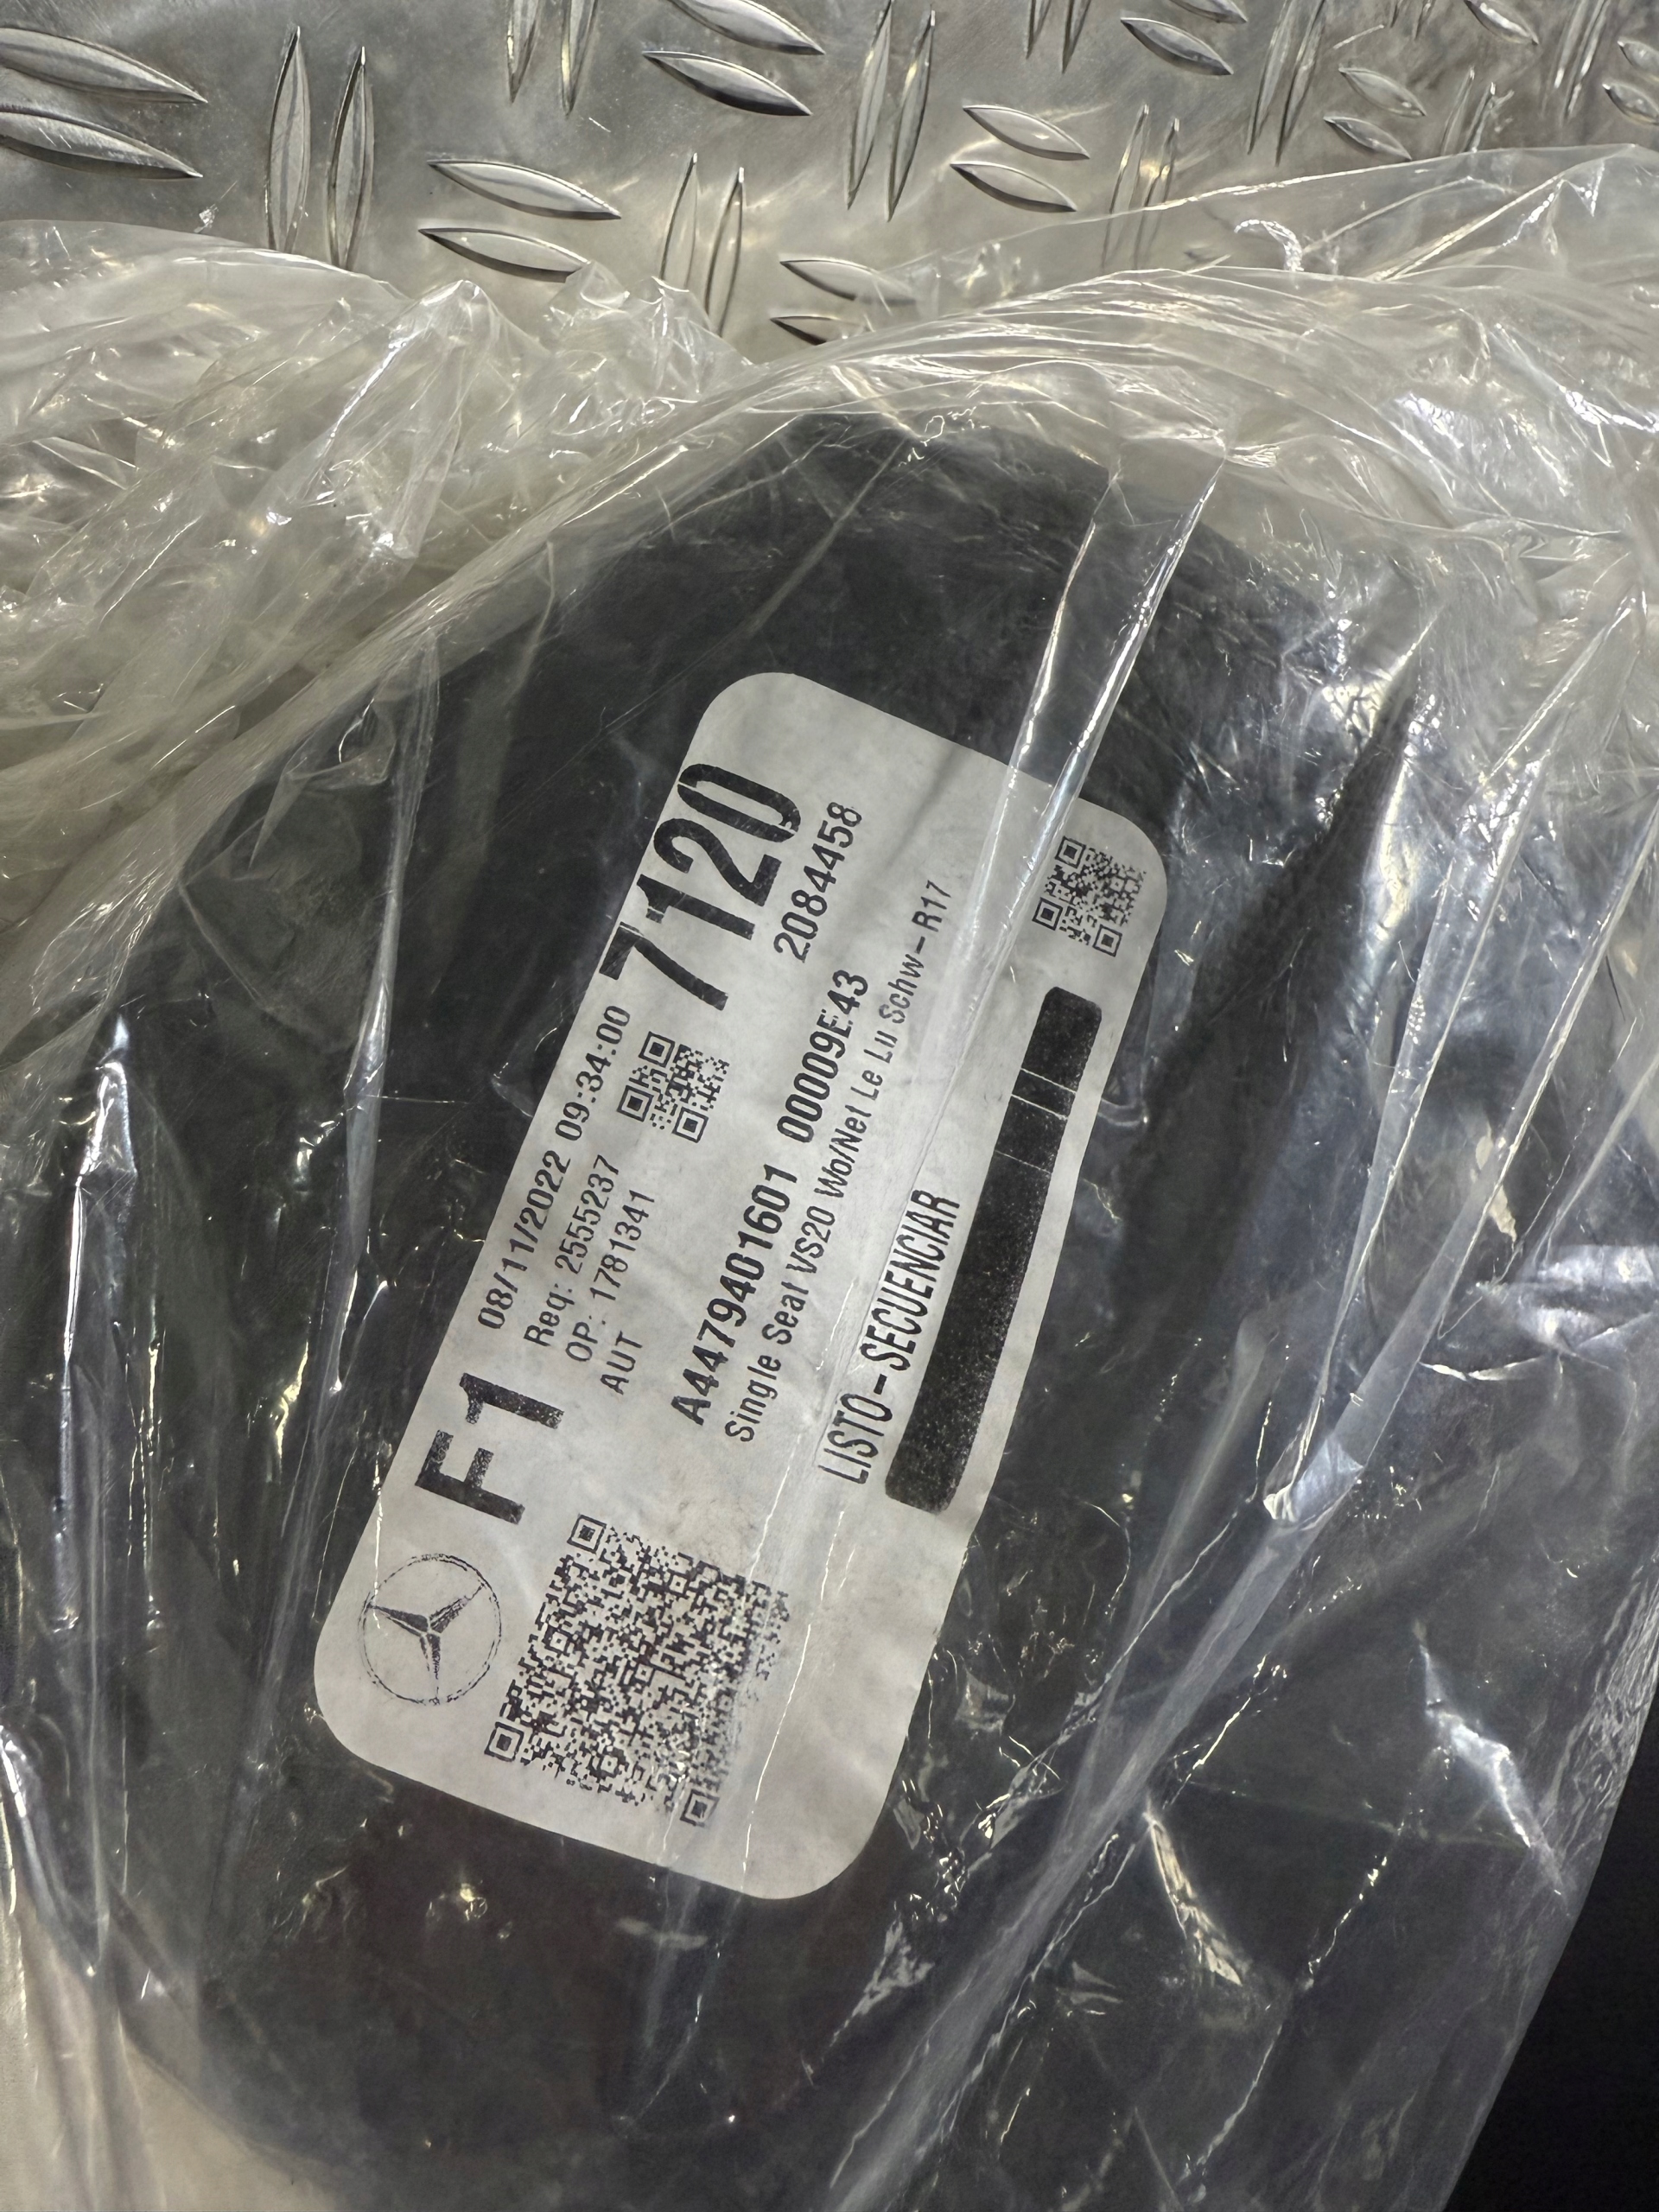 F1
08/11/2022 09:34:00
Req: 2555237
OP: 1781341
AUT
7120
20844458
A4479401601 00009E43
Single Seat VS20 Wo/Net Le Lu Schw-R17
LISTO-SECUENCIAR